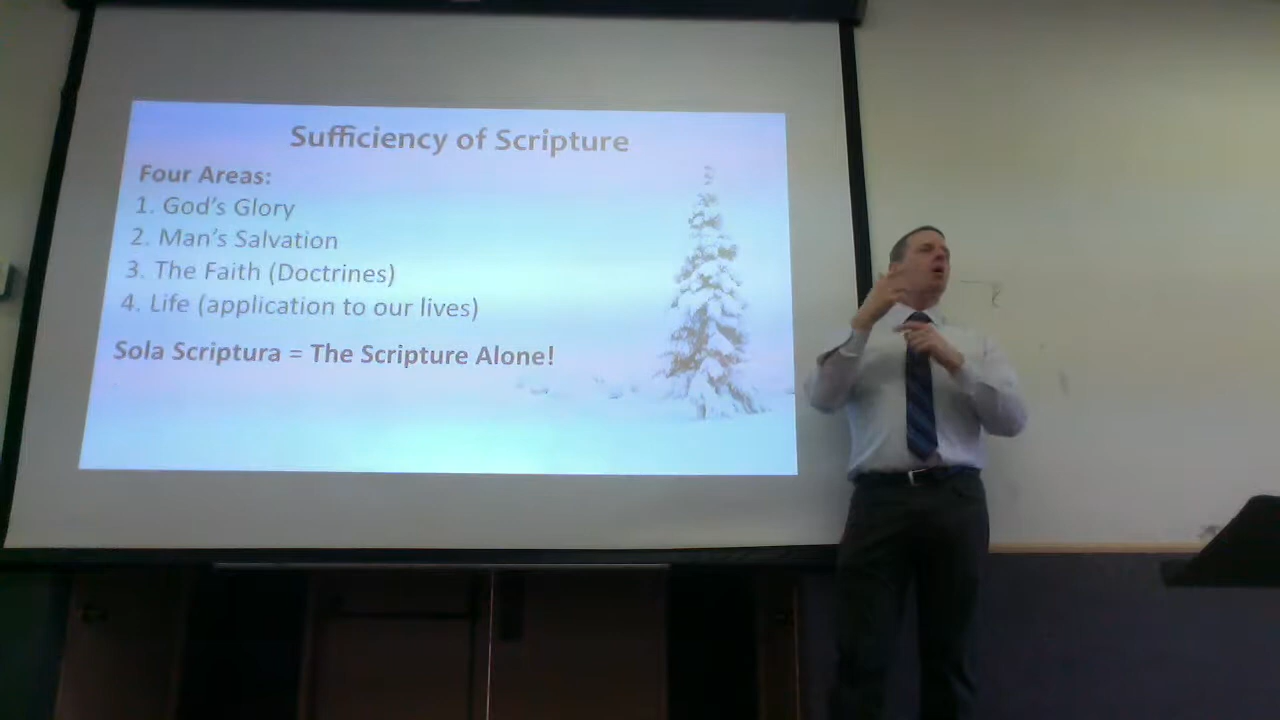 Sufficiency of Scripture
Four Areas:
1. God's Glory
2. Man's Salvation
3. The Faith (Doctrines)
4. Life (application to our lives)
Sola Scriptura = The Scripture Alone!